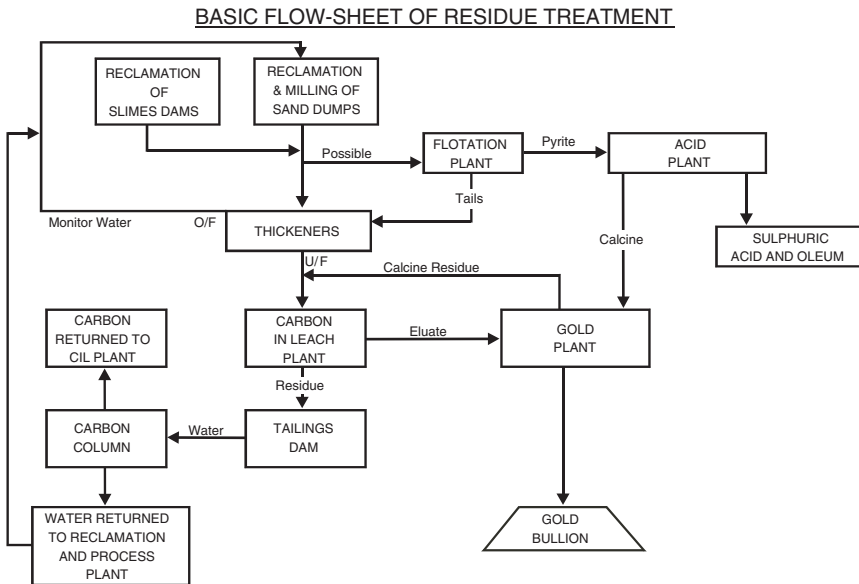 BASIC FLOW-SHEET OF RESIDUE TREATMENT
RECLAMATION
OF
SLIMES DAMS
RECLAMATION
& MILLING OF
SAND DUMPS
Possible
FLOTATION
PLANT
Pyrite
ACID
PLANT
Tails
Monitor Water
O/F
THICKENERS
Calcine
SULPHURIC
ACID AND OLEUM
U/F
Calcine Residue
CARBON
RETURNED TO
CIL PLANT
CARBON
IN LEACH
PLANT
Eluate
GOLD
PLANT
Residue
CARBON
COLUMN
Water
TAILINGS
DAM
WATER RETURNED
TO RECLAMATION
AND PROCESS
PLANT
GOLD
BULLION